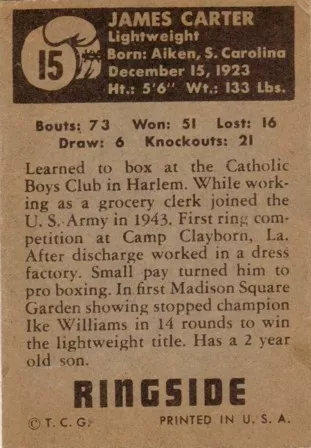 15
JAMES CARTER
Lightweight
Born: Aiken, S. Carolina
December 15, 1923
Ht.: 5'6" Wt.: 133 Lbs.
Bouts: 73 Won: 51 Lost: 16
Draw: 6 Knockouts: 21
Learned to box at the Catholic
Boys Club in Harlem. While work-
ing as a grocery clerk joined the
U. S. Army in 1943. First ring com-
petition at Camp Clayborn, La.
After discharge worked in a dress
factory. Small pay turned him to
pro boxing. In first Madison Square
Garden showing stopped champion
Ike Williams in 14 rounds to win
the lightweight title. Has a 2 year
old son.
RINGSIDE
© T. C. G. PRINTED IN U. S. A.